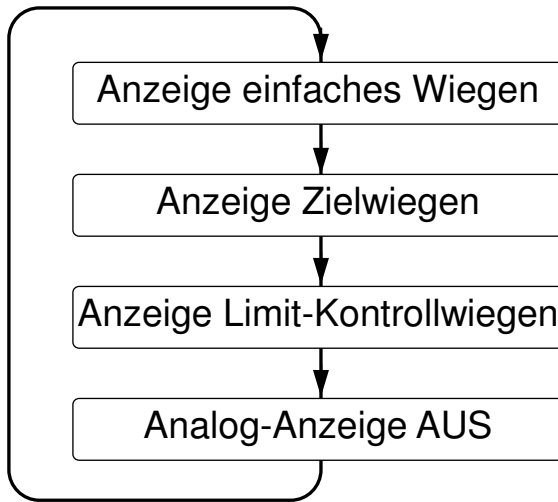 Anzeige einfaches Wiegen
Anzeige Zielwiegen
Anzeige Limit-Kontrollwiegen
Analog-Anzeige AUS